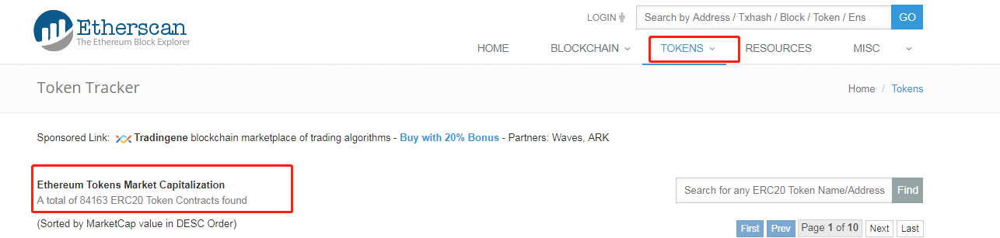 Etherscan
The Ethereum Block Explorer
LOGIN Search by Address / Txhash / Block / Token / Ens GO
HOME BLOCKCHAIN TOKENS RESOURCES MISC
Token Tracker Home / Tokens
Sponsored Link: Tradingene blockchain marketplace of trading algorithms - Buy with 20% Bonus - Partners: Waves, ARK
Ethereum Tokens Market Capitalization
A total of 84163 ERC20 Token Contracts found
Search for any ERC20 Token Name/Address Find
(Sorted by MarketCap value in DESC Order)
First Prev Page 1 of 10 Next Last